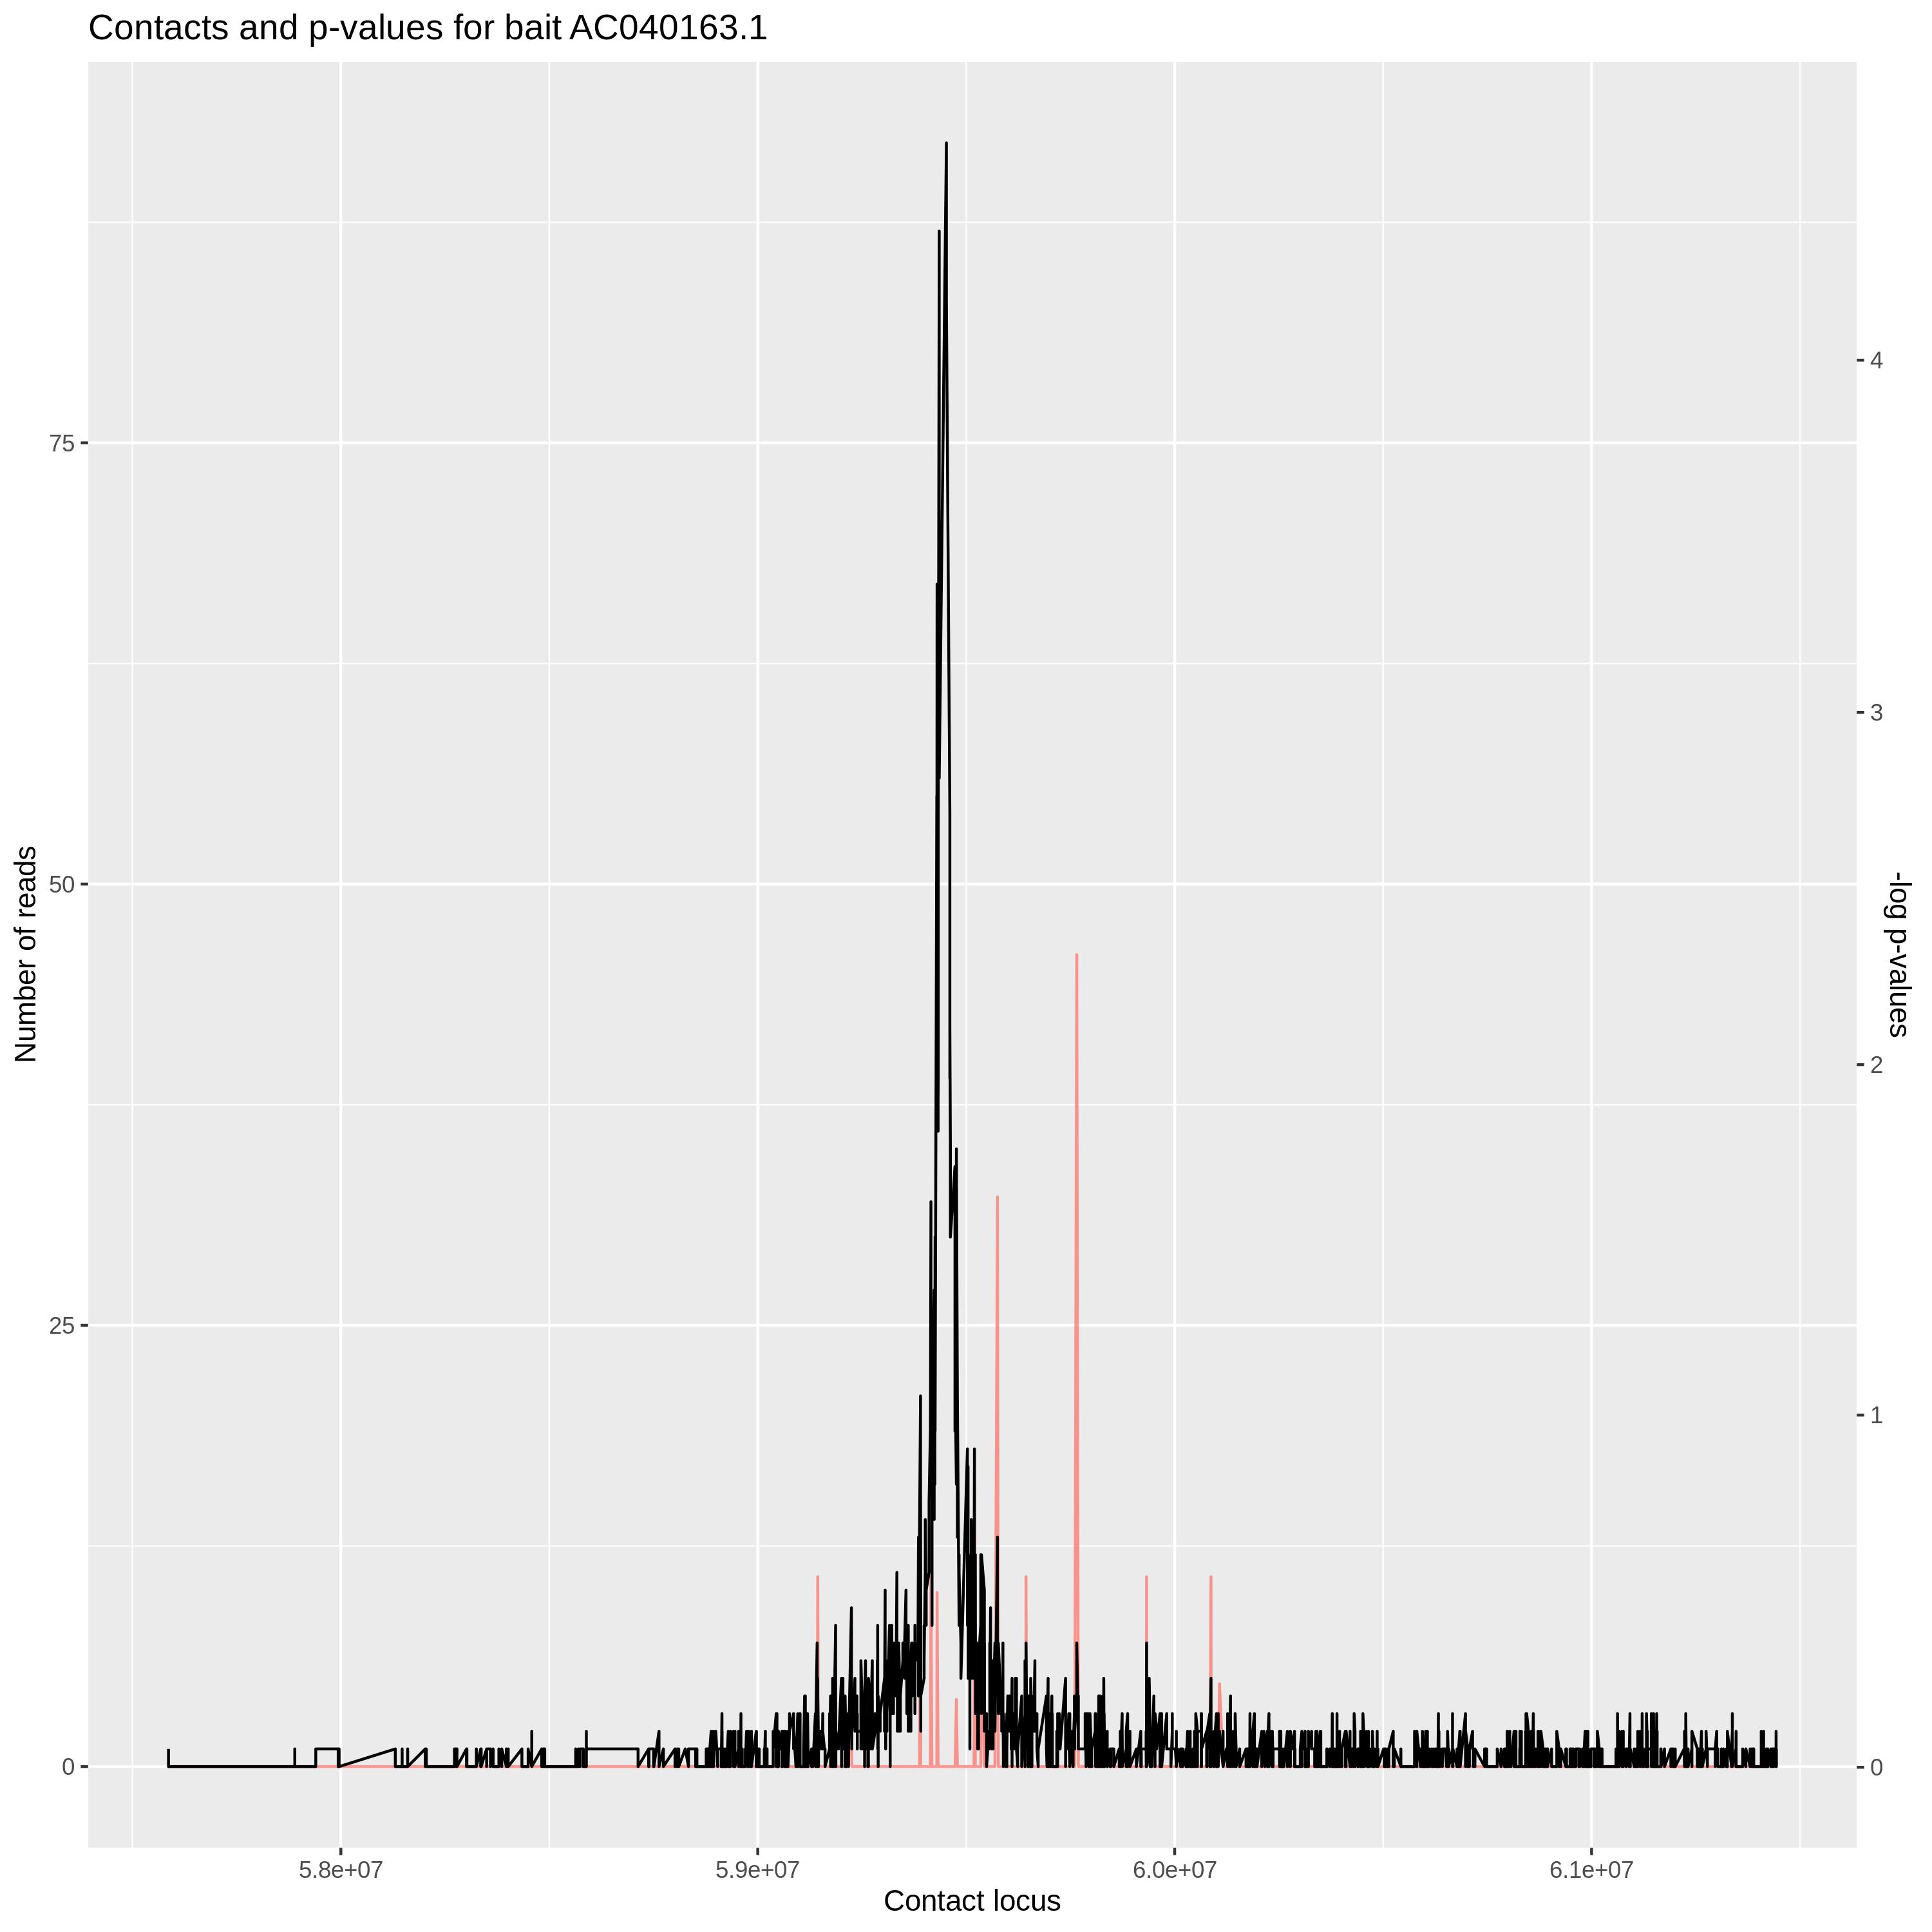 Contacts and p-values for bait AC040163.1
Number of reads
75
50
25
0
4
3
2
1
0
-log p-values
5.8e+07
5.9e+07
6.0e+07
6.1e+07
Contact locus